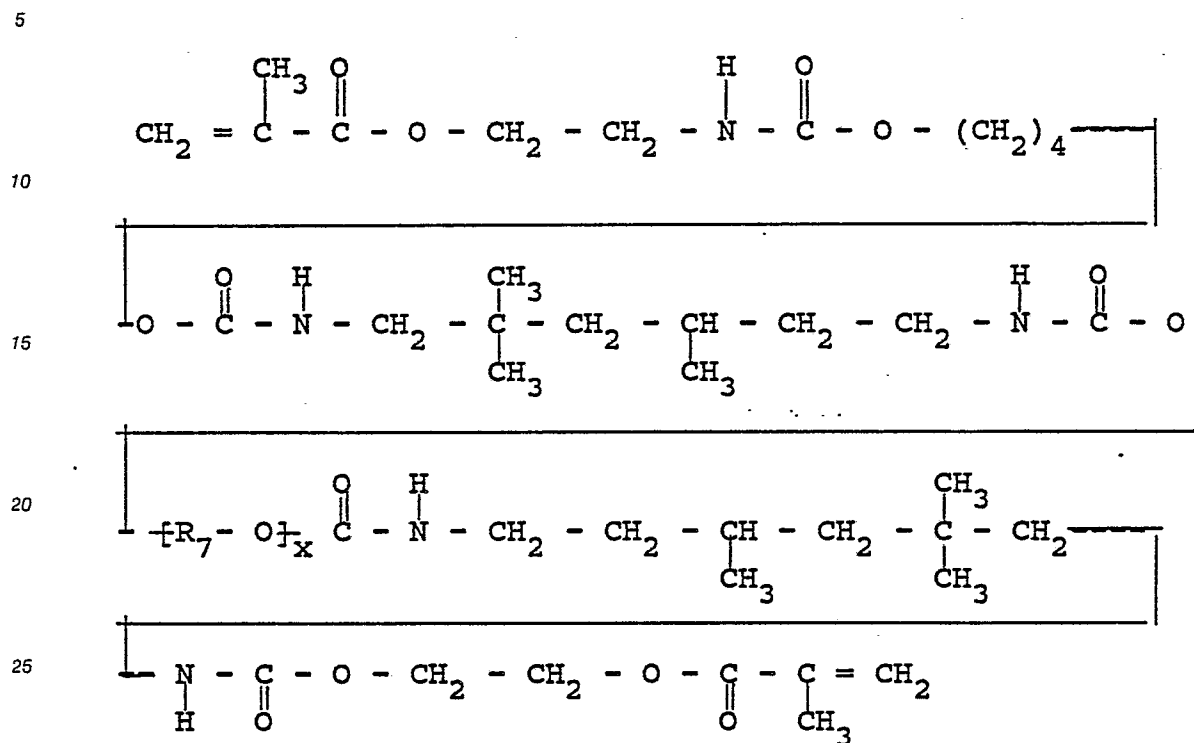 5
H O
CH3 O
CH2 = C - C - O - CH2 - CH2 - N - C - O - (CH2)4
10
O H CH3 H O
-O - C - N - CH2 - C - CH2 - CH - CH2 - CH2 - N - C - O
15
CH3 CH3
20
O H CH3
-[R7 - O]x C - N - CH2 - CH2 - CH - CH2 - C - CH2
CH3 CH3
25
- N - C - O - CH2 - CH2 - O - C - C = CH2
H O O CH3